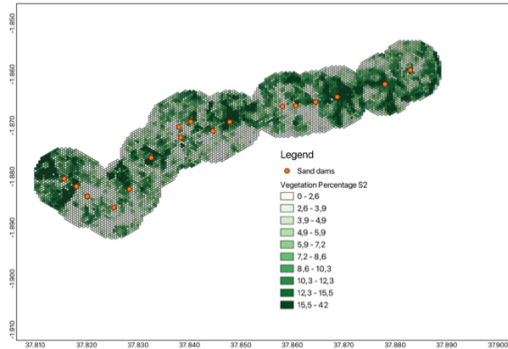 -1.850
-1.860
-1.870
-1.880
-1.890
-1.900
-1.910
Legend
Sand dams
Vegetation Percentage S2
0 - 2,6
2,6 - 3,9
3,9 - 4,9
4,9 - 5,9
5,9 - 7,2
7,2 - 8,6
8,6 - 10,3
10,3 - 12,3
12,3 - 15,5
15,5 - 42
37.810 37.820 37.830 37.840 37.850 37.860 37.870 37.880 37.890 37.900